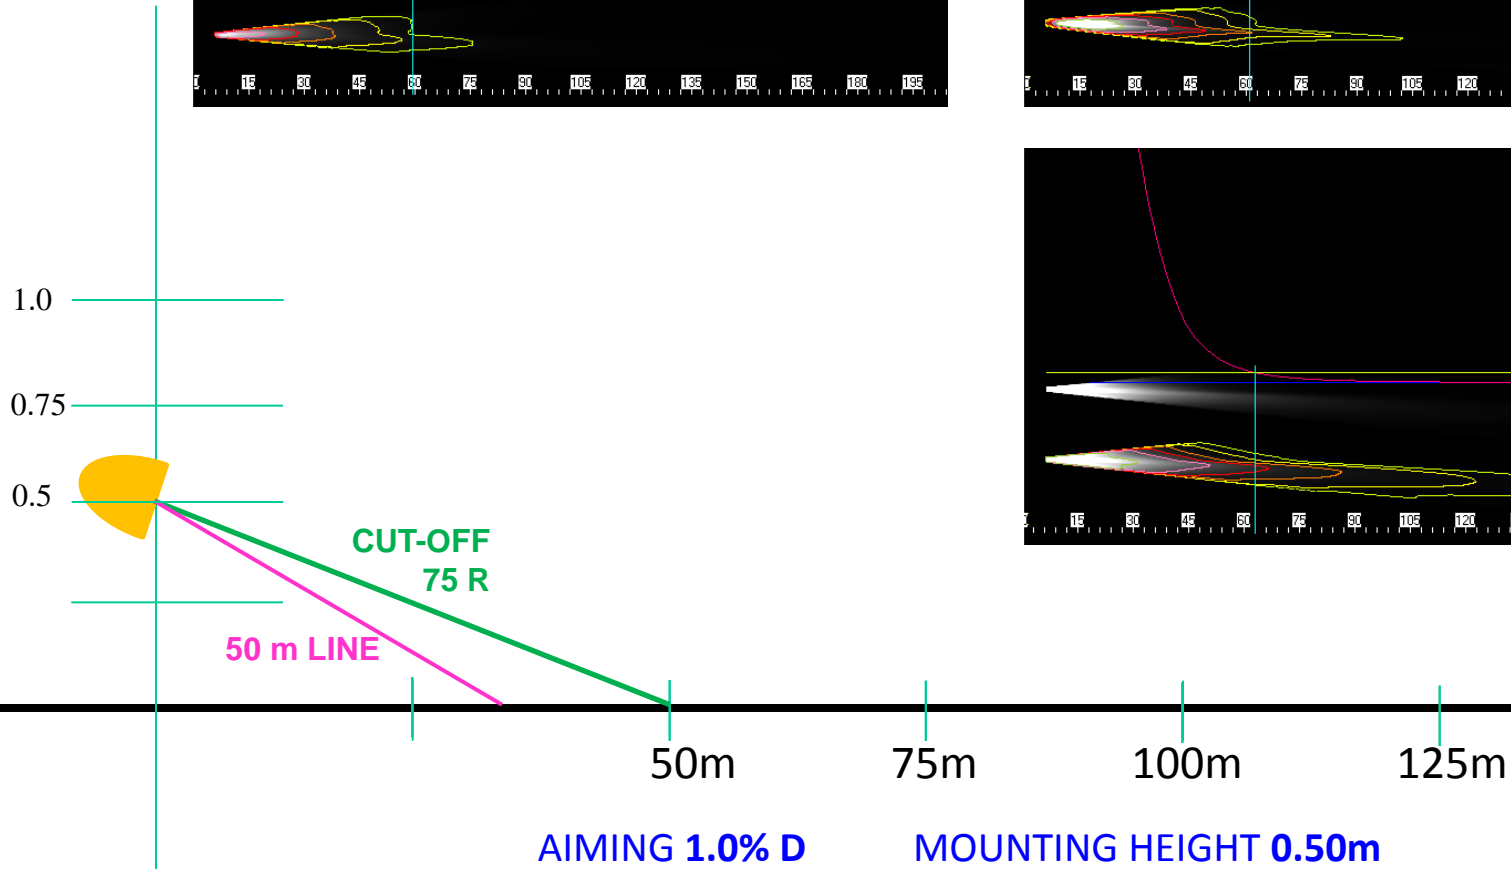 15 30 45 60 75 90 105 120 135 150 165 180 195
15 30 45 60 75 90 105 120
1.0
0.75
0.5
CUT-OFF
75 R
50 m LINE
15 30 45 60 75 90 105 120
50m 75m 100m 125m
AIMING 1.0% D MOUNTING HEIGHT 0.50m